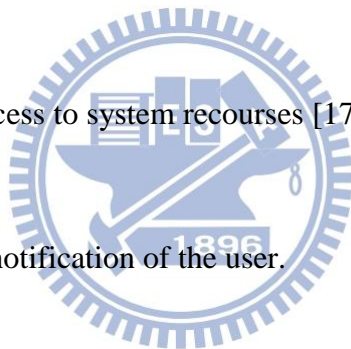 cess to system recourses [17
E S
notification of the user.
1896